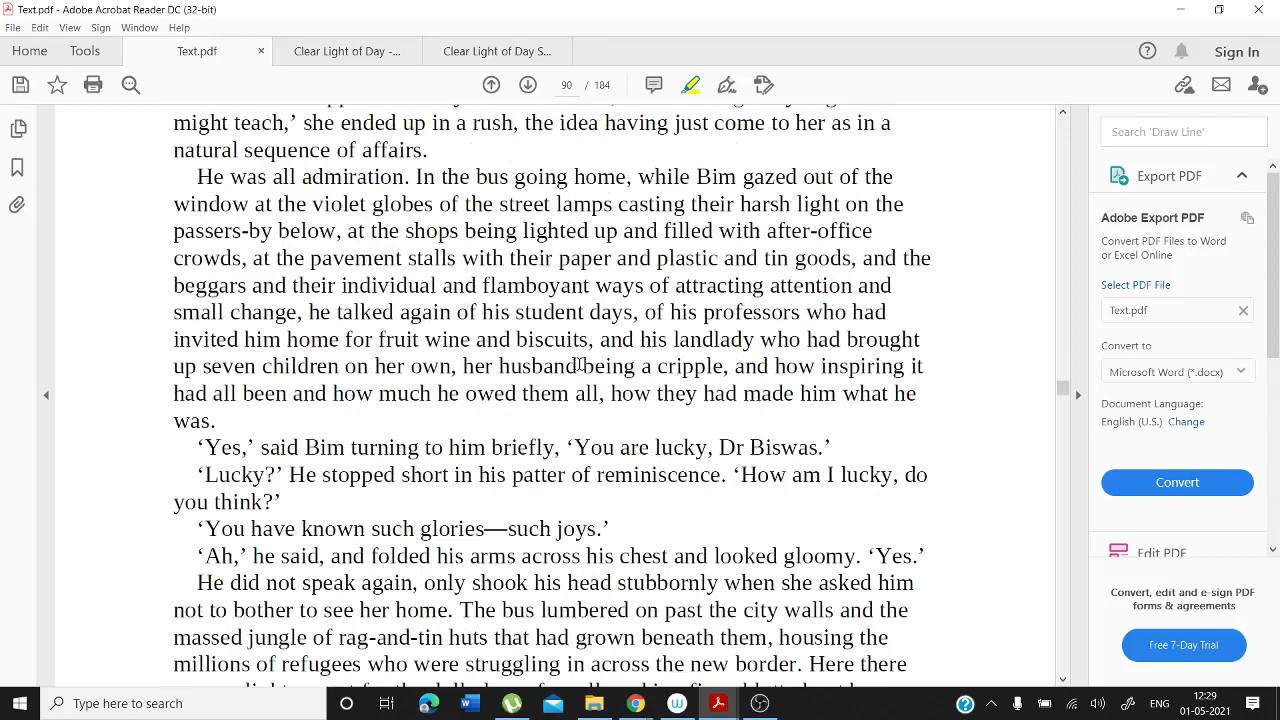 Text.pdf - Adobe Acrobat Reader DC (32-bit)
File Edit View Sign Window Help
Home Tools Text.pdf × Clear Light of Day -... Clear Light of Day S... Sign In
90 / 184
might teach,’ she ended up in a rush, the idea having just come to her as in a
natural sequence of affairs.
He was all admiration. In the bus going home, while Bim gazed out of the
window at the violet globes of the street lamps casting their harsh light on the
passers-by below, at the shops being lighted up and filled with after-office
crowds, at the pavement stalls with their paper and plastic and tin goods, and the
beggars and their individual and flamboyant ways of attracting attention and
small change, he talked again of his student days, of his professors who had
invited him home for fruit wine and biscuits, and his landlady who had brought
up seven children on her own, her husband being a cripple, and how inspiring it
had all been and how much he owed them all, how they had made him what he
was.
‘Yes,’ said Bim turning to him briefly, ‘You are lucky, Dr Biswas.’
‘Lucky?’ He stopped short in his patter of reminiscence. ‘How am I lucky, do
you think?’
‘You have known such glories—such joys.’
‘Ah,’ he said, and folded his arms across his chest and looked gloomy. ‘Yes.’
He did not speak again, only shook his head stubbornly when she asked him
not to bother to see her home. The bus lumbered on past the city walls and the
massed jungle of rag-and-tin huts that had grown beneath them, housing the
millions of refugees who were struggling in across the new border. Here there
Search 'Draw Line'
Export PDF
Adobe Export PDF
Convert PDF Files to Word
or Excel Online
Select PDF File
Text.pdf
Convert to
Microsoft Word (*.docx)
Document Language:
English (U.S.) Change
Convert
Edit PDF
Convert, edit and e-sign PDF
forms & agreements
Free 7-Day Trial
Type here to search
ENG
12:29
01-05-2021